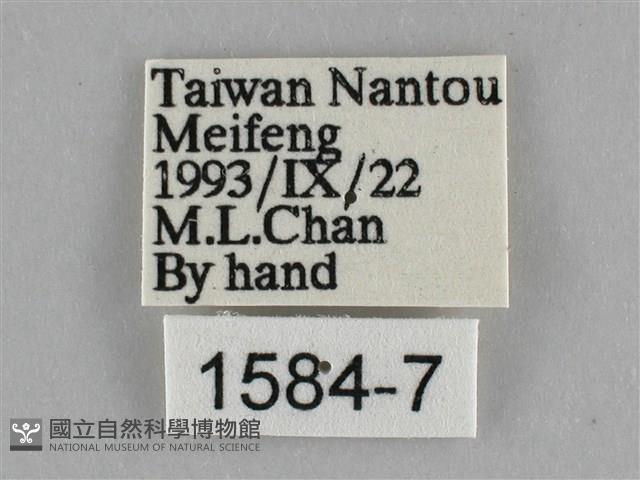 Taiwan Nantou
Meifeng
1993/IX/22
M.L.Chan
By hand
1584-7
國立自然科學博物館
NATIONAL MUSEUM OF NATURAL SCIENCE